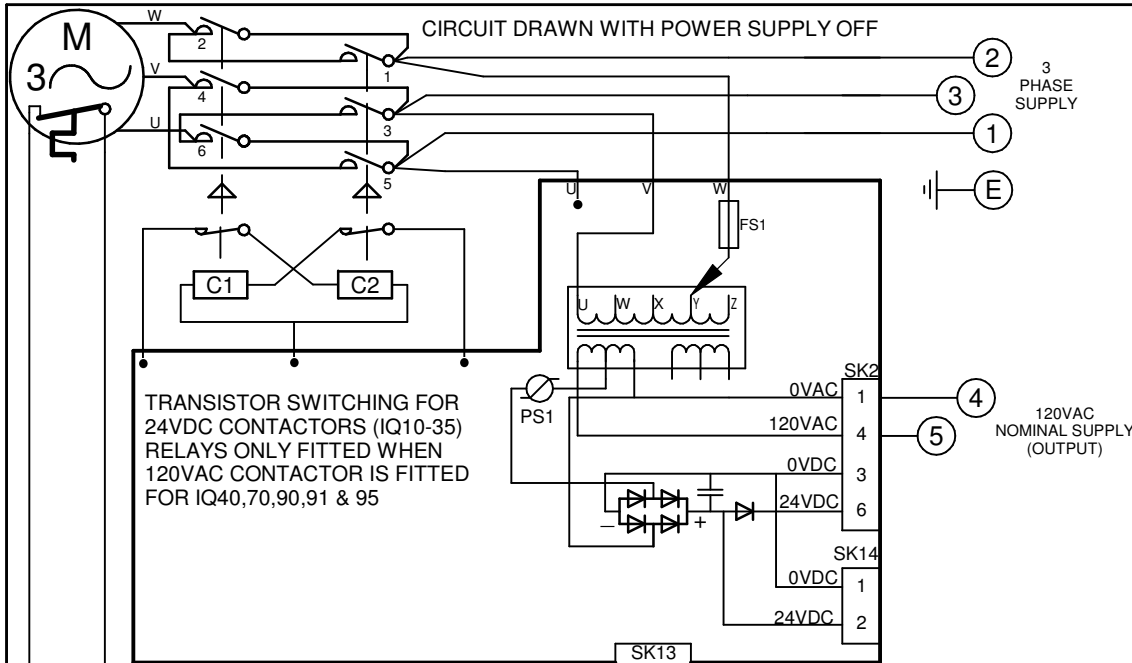 CIRCUIT DRAWN WITH POWER SUPPLY OFF
M
3
W
V
U
2
1
4
3
6
5
2
3
1
E
3
PHASE
SUPPLY
U
V
W
FS1
C1
C2
U W X Y Z
PS1
TRANSISTOR SWITCHING FOR
24VDC CONTACTORS (IQ10-35)
RELAYS ONLY FITTED WHEN
120VAC CONTACTOR IS FITTED
FOR IQ40,70,90,91 & 95
SK2
0VAC 1
4
120VAC 4
5
120VAC
NOMINAL SUPPLY
(OUTPUT)
0VDC 3
24VDC 6
− +
SK14
0VDC 1
24VDC 2
SK13